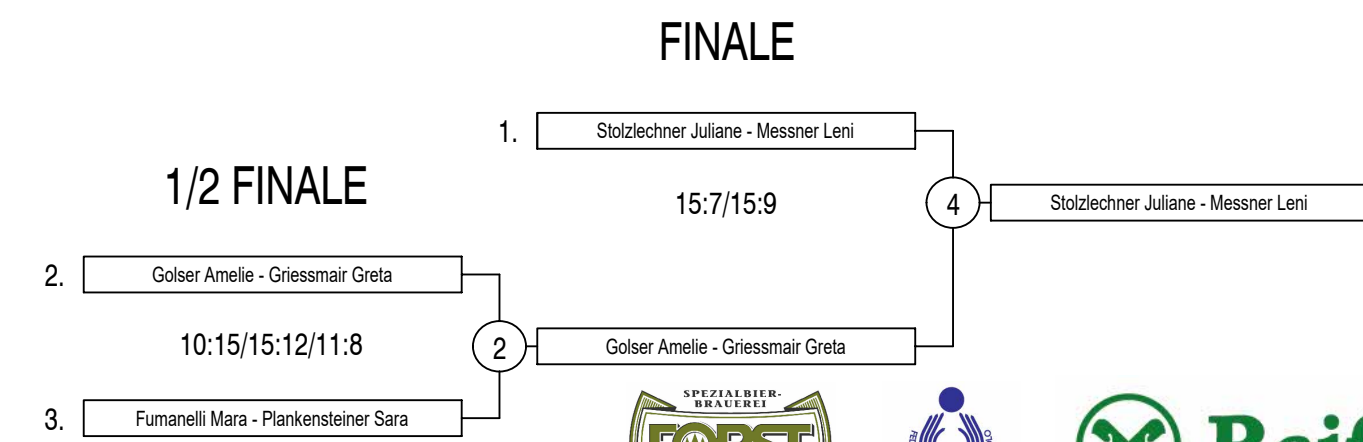 FINALE
1. Stolzlechner Juliane - Messner Leni
1/2 FINALE
15:7/15:9
4 Stolzlechner Juliane - Messner Leni
2. Golser Amelie - Griessmair Greta
10:15/15:12/11:8
2 Golser Amelie - Griessmair Greta
3. Fumanelli Mara - Plankensteiner Sara
SPEZIALBIER-
BRAUEREI
FORST